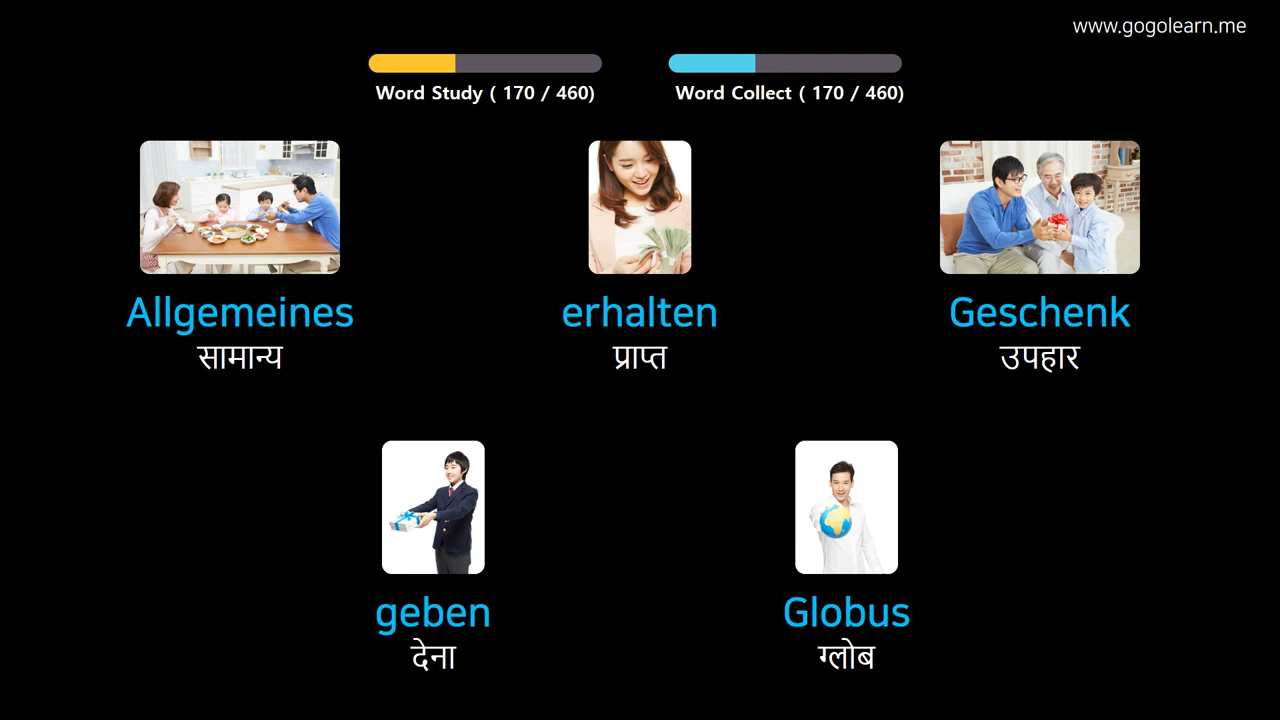 www.gogolearn.me
Word Study ( 170 / 460)
Word Collect ( 170 / 460)
Allgemeines
सामान्य
erhalten
प्राप्त
Geschenk
उपहार
geben
देना
Globus
ग्लोब